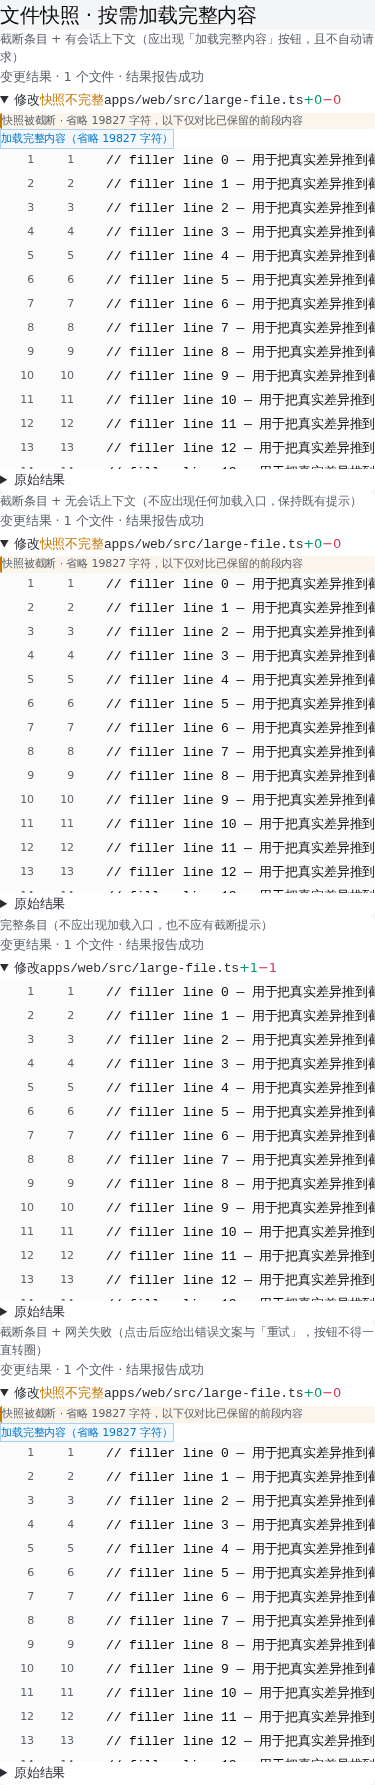 文件快照 · 按需加载完整内容
截断条目 + 有会话上下文（应出现「加载完整内容」按钮，且不自动请
求）
变更结果 · 1 个文件 · 结果报告成功
▼ 修改快照不完整apps/web/src/large-file.ts+0−0
快照被截断 · 省略 19827 字符，以下仅对比已保留的前段内容
加载完整内容（省略 19827 字符）
1 1 // filler line 0 — 用于把真实差异推到
2 2 // filler line 1 — 用于把真实差异推到
3 3 // filler line 2 — 用于把真实差异推到
4 4 // filler line 3 — 用于把真实差异推到
5 5 // filler line 4 — 用于把真实差异推到
6 6 // filler line 5 — 用于把真实差异推到
7 7 // filler line 6 — 用于把真实差异推到
8 8 // filler line 7 — 用于把真实差异推到
9 9 // filler line 8 — 用于把真实差异推到
10 10 // filler line 9 — 用于把真实差异推到
11 11 // filler line 10 — 用于把真实差异推到
12 12 // filler line 11 — 用于把真实差异推到
13 13 // filler line 12 — 用于把真实差异推到
▶ 原始结果
截断条目 + 无会话上下文（不应出现任何加载入口，保持既有提示）
变更结果 · 1 个文件 · 结果报告成功
▼ 修改快照不完整apps/web/src/large-file.ts+0−0
快照被截断 · 省略 19827 字符，以下仅对比已保留的前段内容
1 1 // filler line 0 — 用于把真实差异推到
2 2 // filler line 1 — 用于把真实差异推到
3 3 // filler line 2 — 用于把真实差异推到
4 4 // filler line 3 — 用于把真实差异推到
5 5 // filler line 4 — 用于把真实差异推到
6 6 // filler line 5 — 用于把真实差异推到
7 7 // filler line 6 — 用于把真实差异推到
8 8 // filler line 7 — 用于把真实差异推到
9 9 // filler line 8 — 用于把真实差异推到
10 10 // filler line 9 — 用于把真实差异推到
11 11 // filler line 10 — 用于把真实差异推到
12 12 // filler line 11 — 用于把真实差异推到
13 13 // filler line 12 — 用于把真实差异推到
▶ 原始结果
完整条目（不应出现加载入口，也不应有截断提示）
变更结果 · 1 个文件 · 结果报告成功
▼ 修改apps/web/src/large-file.ts+1−1
1 1 // filler line 0 — 用于把真实差异推到
2 2 // filler line 1 — 用于把真实差异推到
3 3 // filler line 2 — 用于把真实差异推到
4 4 // filler line 3 — 用于把真实差异推到
5 5 // filler line 4 — 用于把真实差异推到
6 6 // filler line 5 — 用于把真实差异推到
7 7 // filler line 6 — 用于把真实差异推到
8 8 // filler line 7 — 用于把真实差异推到
9 9 // filler line 8 — 用于把真实差异推到
10 10 // filler line 9 — 用于把真实差异推到
11 11 // filler line 10 — 用于把真实差异推到
12 12 // filler line 11 — 用于把真实差异推到
13 13 // filler line 12 — 用于把真实差异推到
▶ 原始结果
截断条目 + 网关失败（点击后应给出错误文案与「重试」，按钮不得一
直转圈）
变更结果 · 1 个文件 · 结果报告成功
▼ 修改快照不完整apps/web/src/large-file.ts+0−0
快照被截断 · 省略 19827 字符，以下仅对比已保留的前段内容
加载完整内容（省略 19827 字符）
1 1 // filler line 0 — 用于把真实差异推到
2 2 // filler line 1 — 用于把真实差异推到
3 3 // filler line 2 — 用于把真实差异推到
4 4 // filler line 3 — 用于把真实差异推到
5 5 // filler line 4 — 用于把真实差异推到
6 6 // filler line 5 — 用于把真实差异推到
7 7 // filler line 6 — 用于把真实差异推到
8 8 // filler line 7 — 用于把真实差异推到
9 9 // filler line 8 — 用于把真实差异推到
10 10 // filler line 9 — 用于把真实差异推到
11 11 // filler line 10 — 用于把真实差异推到
12 12 // filler line 11 — 用于把真实差异推到
13 13 // filler line 12 — 用于把真实差异推到
▶ 原始结果